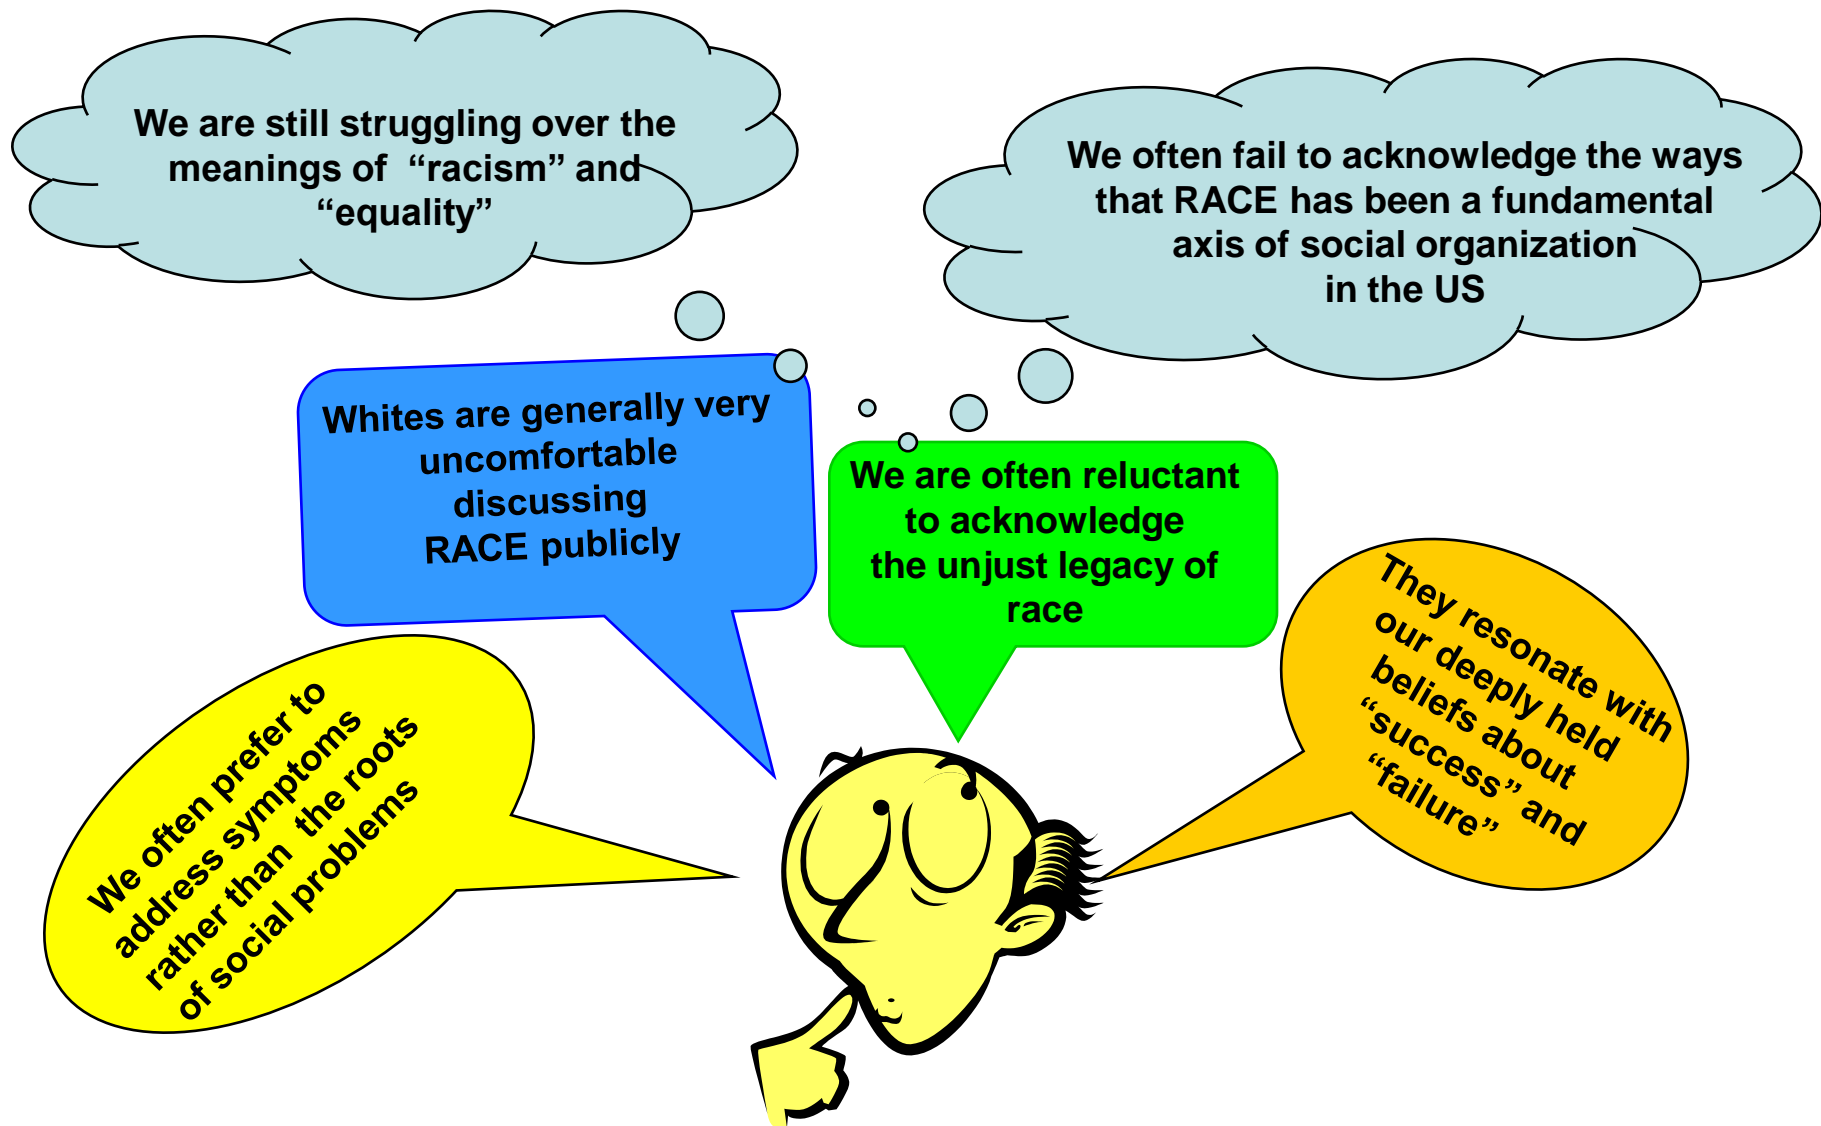 We are still struggling over the
meanings of  “racism” and
“equality”
We often fail to acknowledge the ways
that RACE has been a fundamental
axis of social organization
in the US
Whites are generally very
uncomfortable
discussing
RACE publicly
We are often reluctant
to acknowledge
the unjust legacy of
race
They resonate with
our deeply held
beliefs about
“success” and
“failure”
We often prefer to
address symptoms
rather than  the roots
of social problems